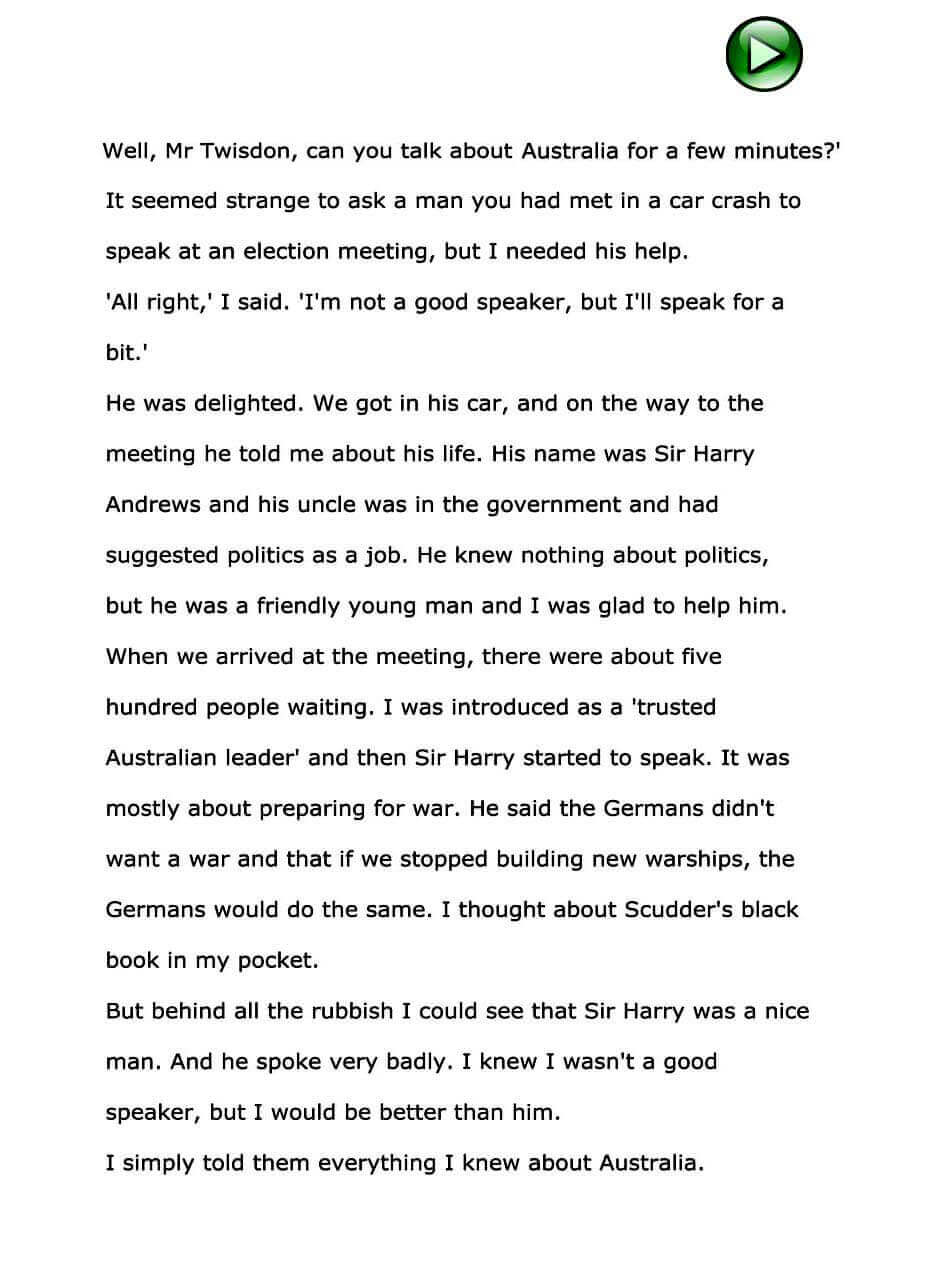 Well, Mr Twisdon, can you talk about Australia for a few minutes?'
It seemed strange to ask a man you had met in a car crash to
speak at an election meeting, but I needed his help.
'All right,' I said. 'I'm not a good speaker, but I'll speak for a
bit.'
He was delighted. We got in his car, and on the way to the
meeting he told me about his life. His name was Sir Harry
Andrews and his uncle was in the government and had
suggested politics as a job. He knew nothing about politics,
but he was a friendly young man and I was glad to help him.
When we arrived at the meeting, there were about five
hundred people waiting. I was introduced as a 'trusted
Australian leader' and then Sir Harry started to speak. It was
mostly about preparing for war. He said the Germans didn't
want a war and that if we stopped building new warships, the
Germans would do the same. I thought about Scudder's black
book in my pocket.
But behind all the rubbish I could see that Sir Harry was a nice
man. And he spoke very badly. I knew I wasn't a good
speaker, but I would be better than him.
I simply told them everything I knew about Australia.